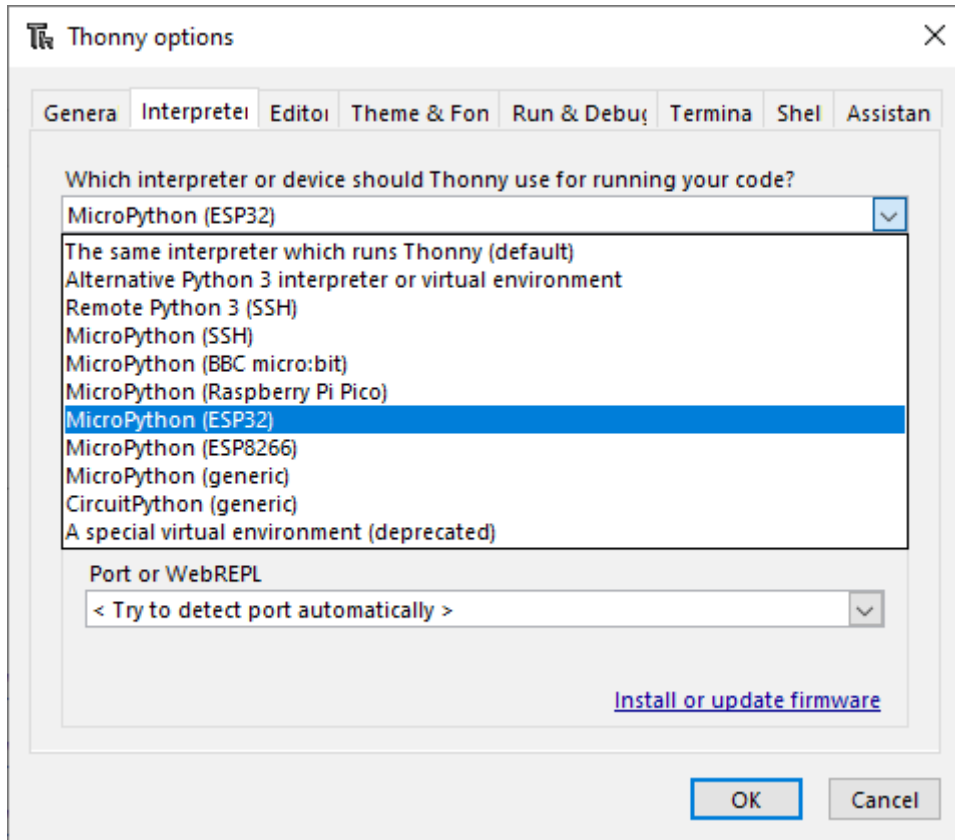 Thonny options
Genera Interpreter Editor Theme & Fon Run & Debug Termina Shel Assistan
Which interpreter or device should Thonny use for running your code?
MicroPython (ESP32)
The same interpreter which runs Thonny (default)
Alternative Python 3 interpreter or virtual environment
Remote Python 3 (SSH)
MicroPython (SSH)
MicroPython (BBC micro:bit)
MicroPython (Raspberry Pi Pico)
MicroPython (ESP32)
MicroPython (ESP8266)
MicroPython (generic)
CircuitPython (generic)
A special virtual environment (deprecated)
Port or WebREPL
< Try to detect port automatically >
Install or update firmware
OK Cancel